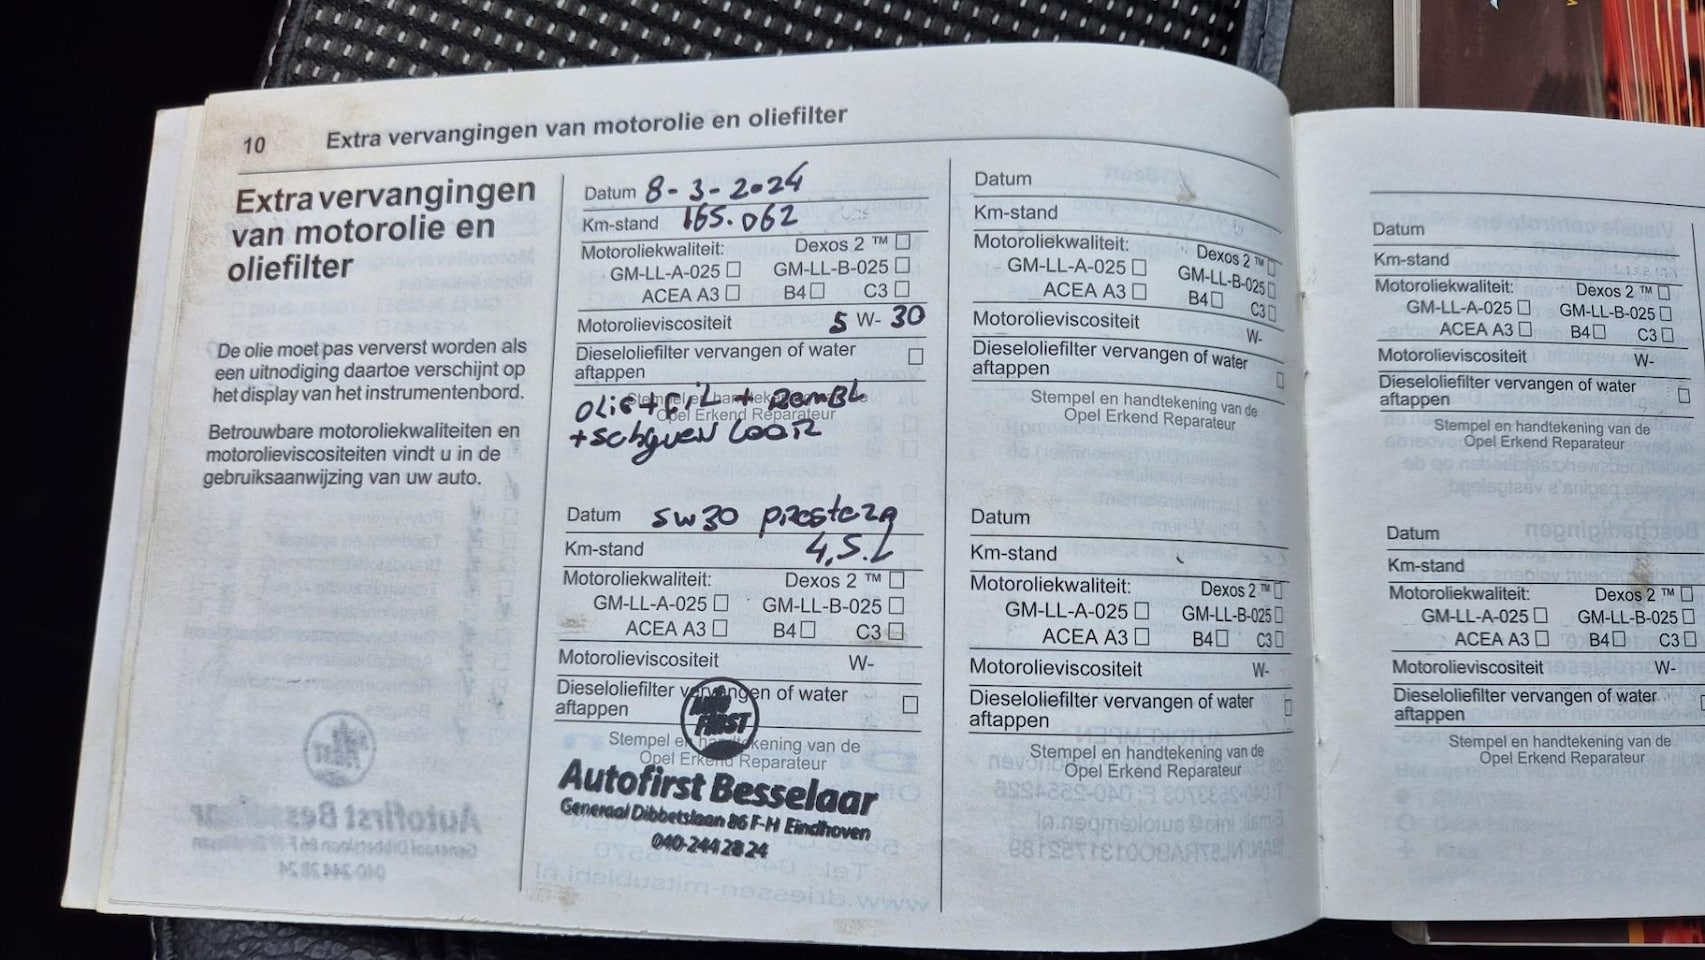 10 Extra vervangingen van motorolie en oliefilter
Extra vervangingen
van motorolie en
oliefilter
De olie moet pas ververst worden als
een uitnodiging daartoe verschijnt op
het display van het instrumentenbord.
Betrouwbare motoroliekwaliteiten en
motorolieviscositeiten vindt u in de
gebruiksaanwijzing van uw auto.
Datum 8-3-2024
Km-stand 165.062
Motoroliekwaliteit: Dexos 2 ™ ☐
GM-LL-A-025 ☐ GM-LL-B-025 ☐
ACEA A3 ☐ B4 ☐ C3 ☐
Motorolieviscositeit 5 W- 30
Dieseloliefilter vervangen of water ☐
aftappen
Stempel en handtekening van de
Opel Erkend Reparateur
olie + Fil + Rembl
+ schyven
Datum 5W30
Km-stand 4,5.L
Motoroliekwaliteit: Dexos 2 ™ ☐
GM-LL-A-025 ☐ GM-LL-B-025 ☐
ACEA A3 ☐ B4 ☐ C3 ☐
Motorolieviscositeit W-
Dieseloliefilter vervangen of water ☐
aftappen
Stempel en handtekening van de
Opel Erkend Reparateur
AUTO
FIRST
Autofirst Besselaar
Generaal Dibbetslaan 86 F-H Eindhoven
040-244 28 24
Datum
Km-stand
Motoroliekwaliteit: Dexos 2 ™ ☐
GM-LL-A-025 ☐ GM-LL-B-025 ☐
ACEA A3 ☐ B4 ☐ C3 ☐
Motorolieviscositeit W-
Dieseloliefilter vervangen of water
aftappen ☐
Stempel en handtekening van de
Opel Erkend Reparateur
Datum
Km-stand
Motoroliekwaliteit: Dexos 2 ™ ☐
GM-LL-A-025 ☐ GM-LL-B-025 ☐
ACEA A3 ☐ B4 ☐ C3 ☐
Motorolieviscositeit W-
Dieseloliefilter vervangen of water ☐
aftappen
Stempel en handtekening van de
Opel Erkend Reparateur
Datum
Km-stand
Motoroliekwaliteit: Dexos 2 ™ ☐
GM-LL-A-025 ☐ GM-LL-B-025 ☐
ACEA A3 ☐ B4 ☐ C3 ☐
Motorolieviscositeit W-
Dieseloliefilter vervangen of water
aftappen ☐
Stempel en handtekening van de
Opel Erkend Reparateur
Datum
Km-stand
Motoroliekwaliteit: Dexos 2 ™ ☐
GM-LL-A-025 ☐ GM-LL-B-025 ☐
ACEA A3 ☐ B4 ☐ C3 ☐
Motorolieviscositeit W-
Dieseloliefilter vervangen of water ☐
aftappen
Stempel en handtekening van de
Opel Erkend Reparateur